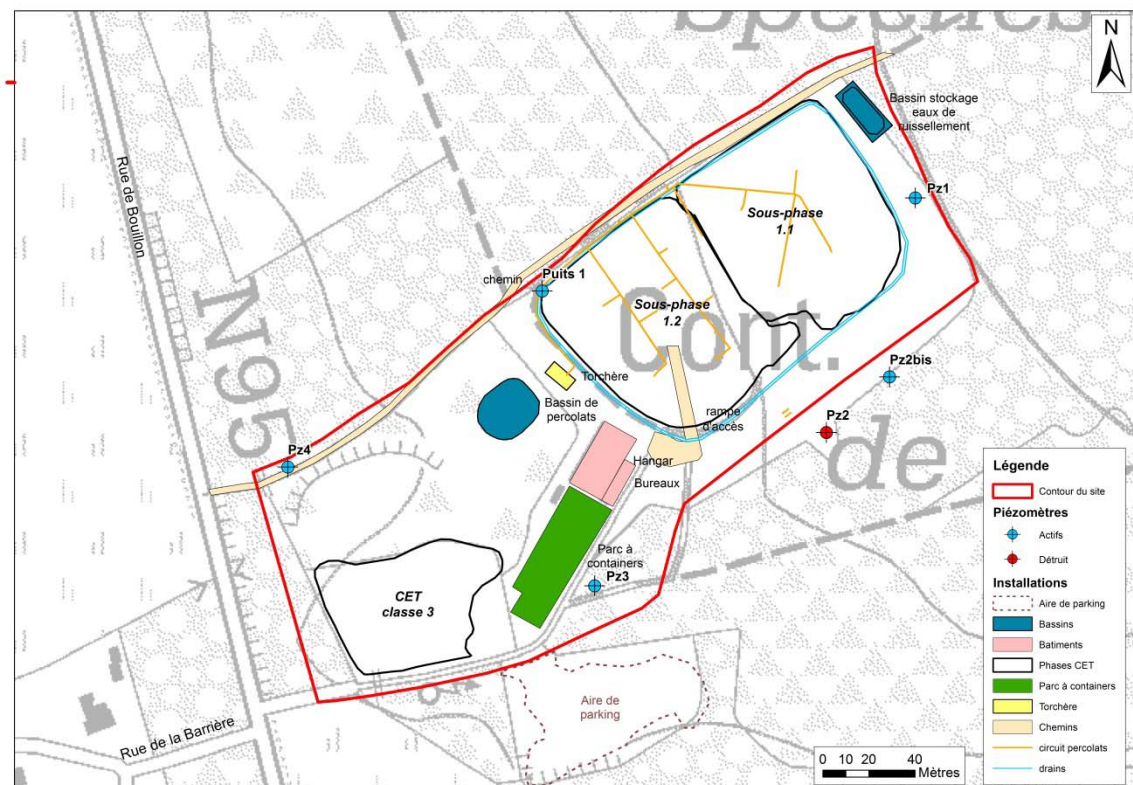 Spèches
N
Bassin stockage
eaux de
ruissellement
Rue de Bouillon
Pz1
Sous-phase
1.1
chemin
Puits 1
Sous-phase
1.2
N95
Cont.
Pz2bis
Torchère
Bassin de
percolats
rampe
d'accès
Pz2
de
Pz4
Hangar
Bureaux
Parc à
containers
Pz3
CET
classe 3
Aire de
parking
Rue de la Barrière
0 10 20 40
Mètres
Légende
Contour du site
Piézomètres
Actifs
Détruit
Installations
Aire de parking
Bassins
Batiments
Phases CET
Parc à containers
Torchère
Chemins
circuit percolats
drains